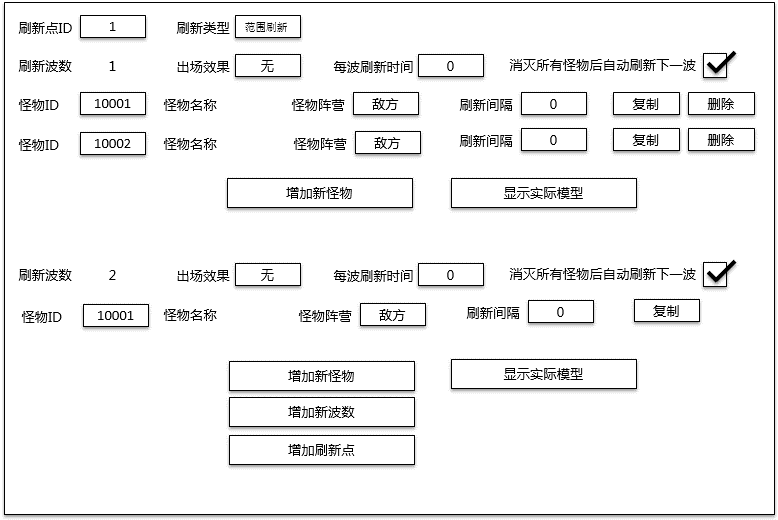 刷新点ID 1 刷新类型 范围刷新
刷新波数 1 出场效果 无 每波刷新时间 0 消灭所有怪物后自动刷新下一波
怪物ID 10001 怪物名称 怪物阵营 敌方 刷新间隔 0 复制 删除
怪物ID 10002 怪物名称 怪物阵营 敌方 刷新间隔 0 复制 删除
增加新怪物 显示实际模型
刷新波数 2 出场效果 无 每波刷新时间 0 消灭所有怪物后自动刷新下一波
怪物ID 10001 怪物名称 怪物阵营 敌方 刷新间隔 0 复制
增加新怪物 显示实际模型
增加新波数
增加刷新点